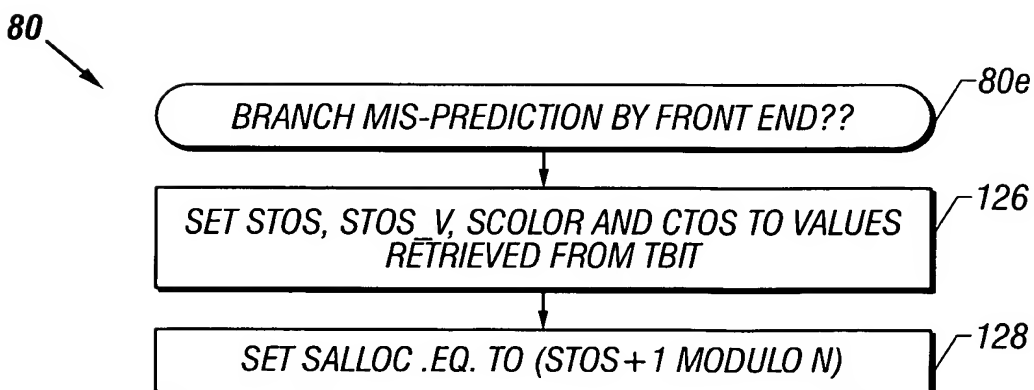 80
BRANCH MIS-PREDICTION BY FRONT END??
80e
SET STOS, STOS_V, SCOLOR AND CTOS TO VALUES
RETRIEVED FROM TBIT
126
SET SALLOC .EQ. TO (STOS+1 MODULO N)
128